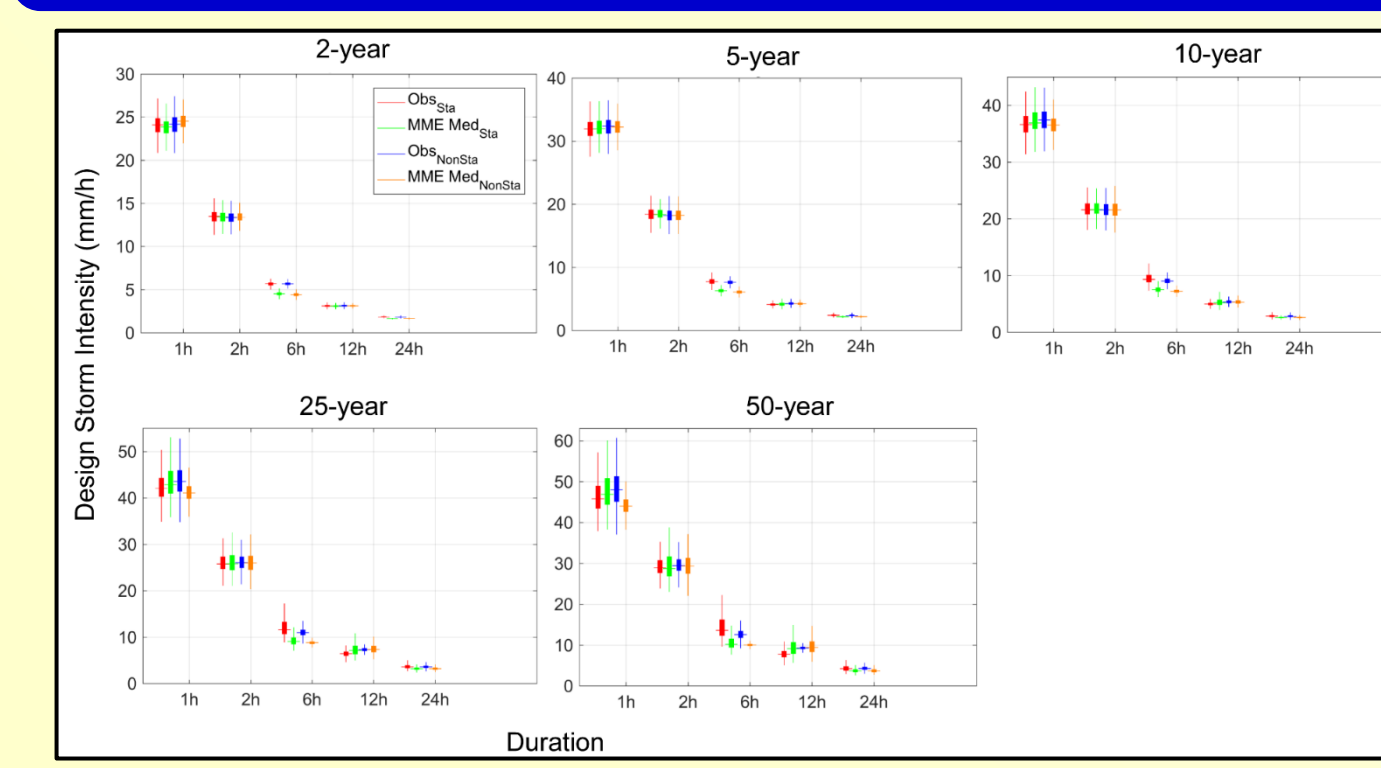 2-year
5-year
10-year
Design Storm Intensity (mm/h)
30
25
20
15
10
5
0
1h 2h 6h 12h 24h
Obs_Sta
MME Med_Sta
Obs_NonSta
MME Med_NonSta
40
30
20
10
0
1h 2h 6h 12h 24h
40
30
20
10
0
1h 2h 6h 12h 24h
25-year
50-year
50
40
30
20
10
0
1h 2h 6h 12h 24h
60
50
40
30
20
10
0
1h 2h 6h 12h 24h
Duration